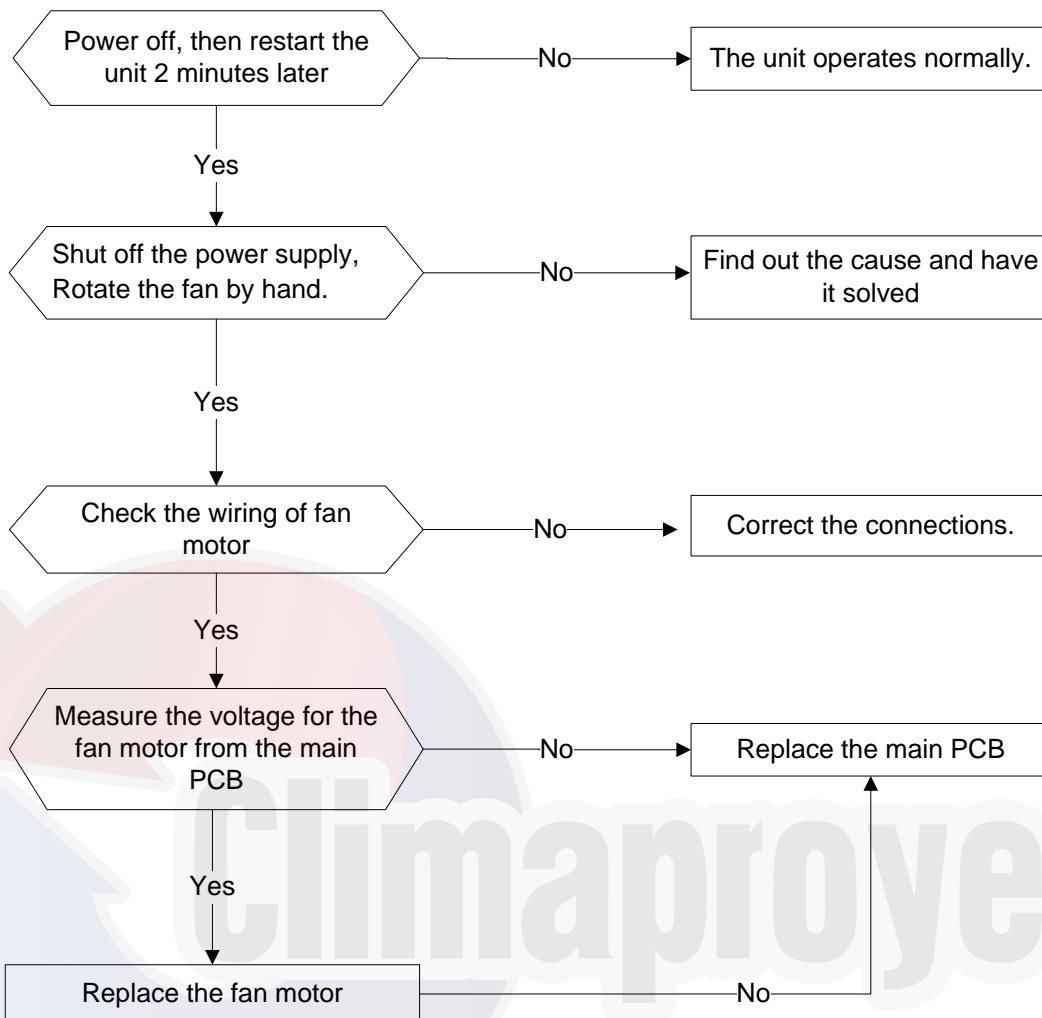 Power off, then restart the
unit 2 minutes later
No
The unit operates normally.
Yes
Shut off the power supply,
Rotate the fan by hand.
No
Find out the cause and have
it solved
Yes
Check the wiring of fan
motor
No
Correct the connections.
Yes
Measure the voltage for the
fan motor from the main
PCB
No
Replace the main PCB
Climaproye
Yes
Replace the fan motor
No